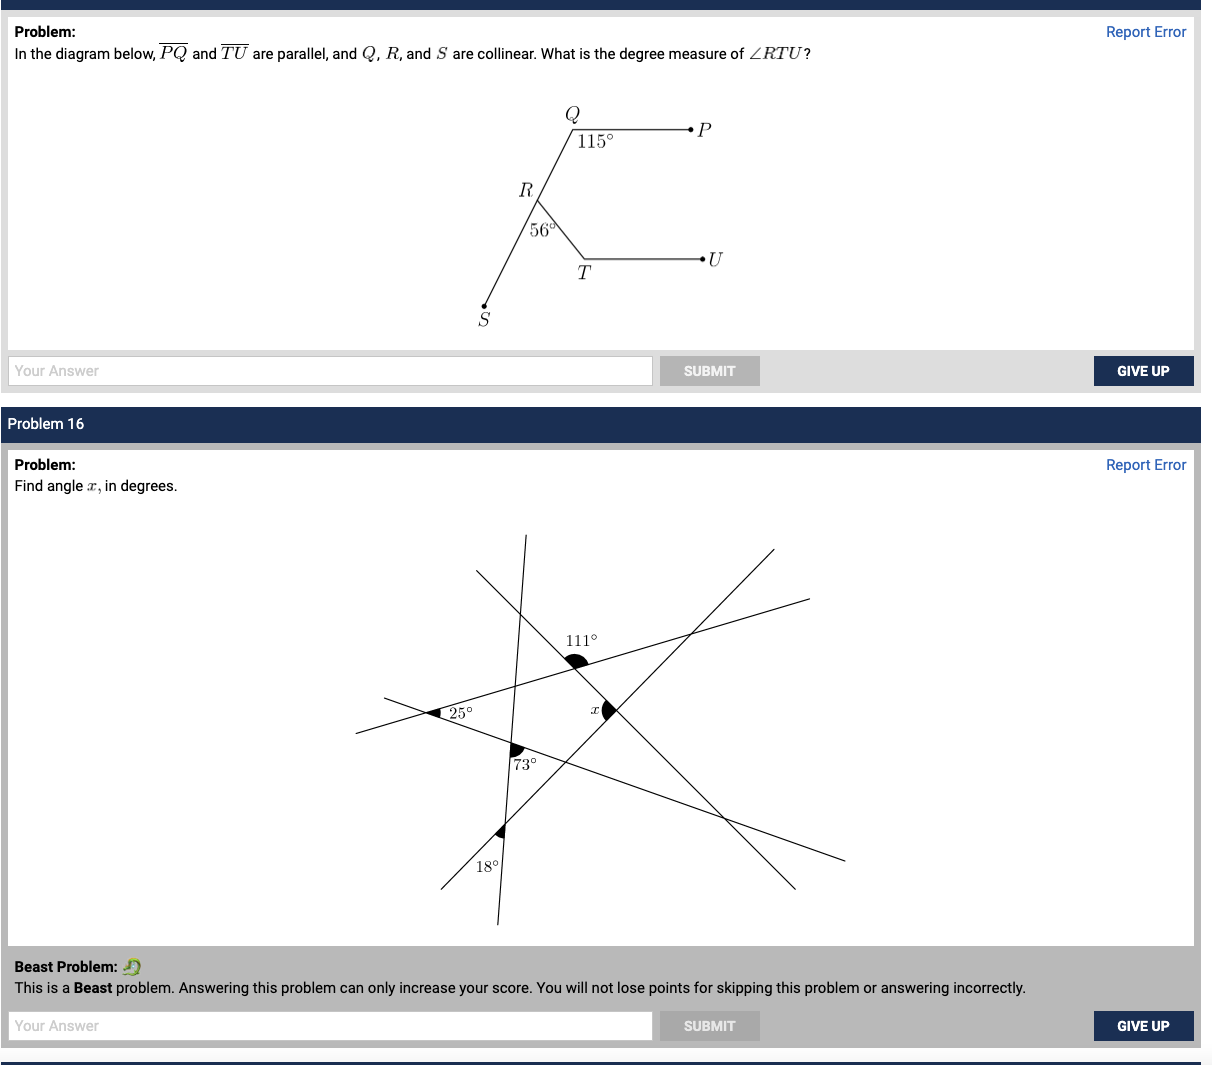 Problem:
Report Error
In the diagram below, PQ and TU are parallel, and Q, R, and S are collinear. What is the degree measure of ∠RTU?
Q
P
115°
R
56°
U
T
S
Your Answer
SUBMIT
GIVE UP
Problem 16
Problem:
Report Error
Find angle x, in degrees.
111°
x
25°
73°
18°
Beast Problem:
This is a Beast problem. Answering this problem can only increase your score. You will not lose points for skipping this problem or answering incorrectly.
Your Answer
SUBMIT
GIVE UP